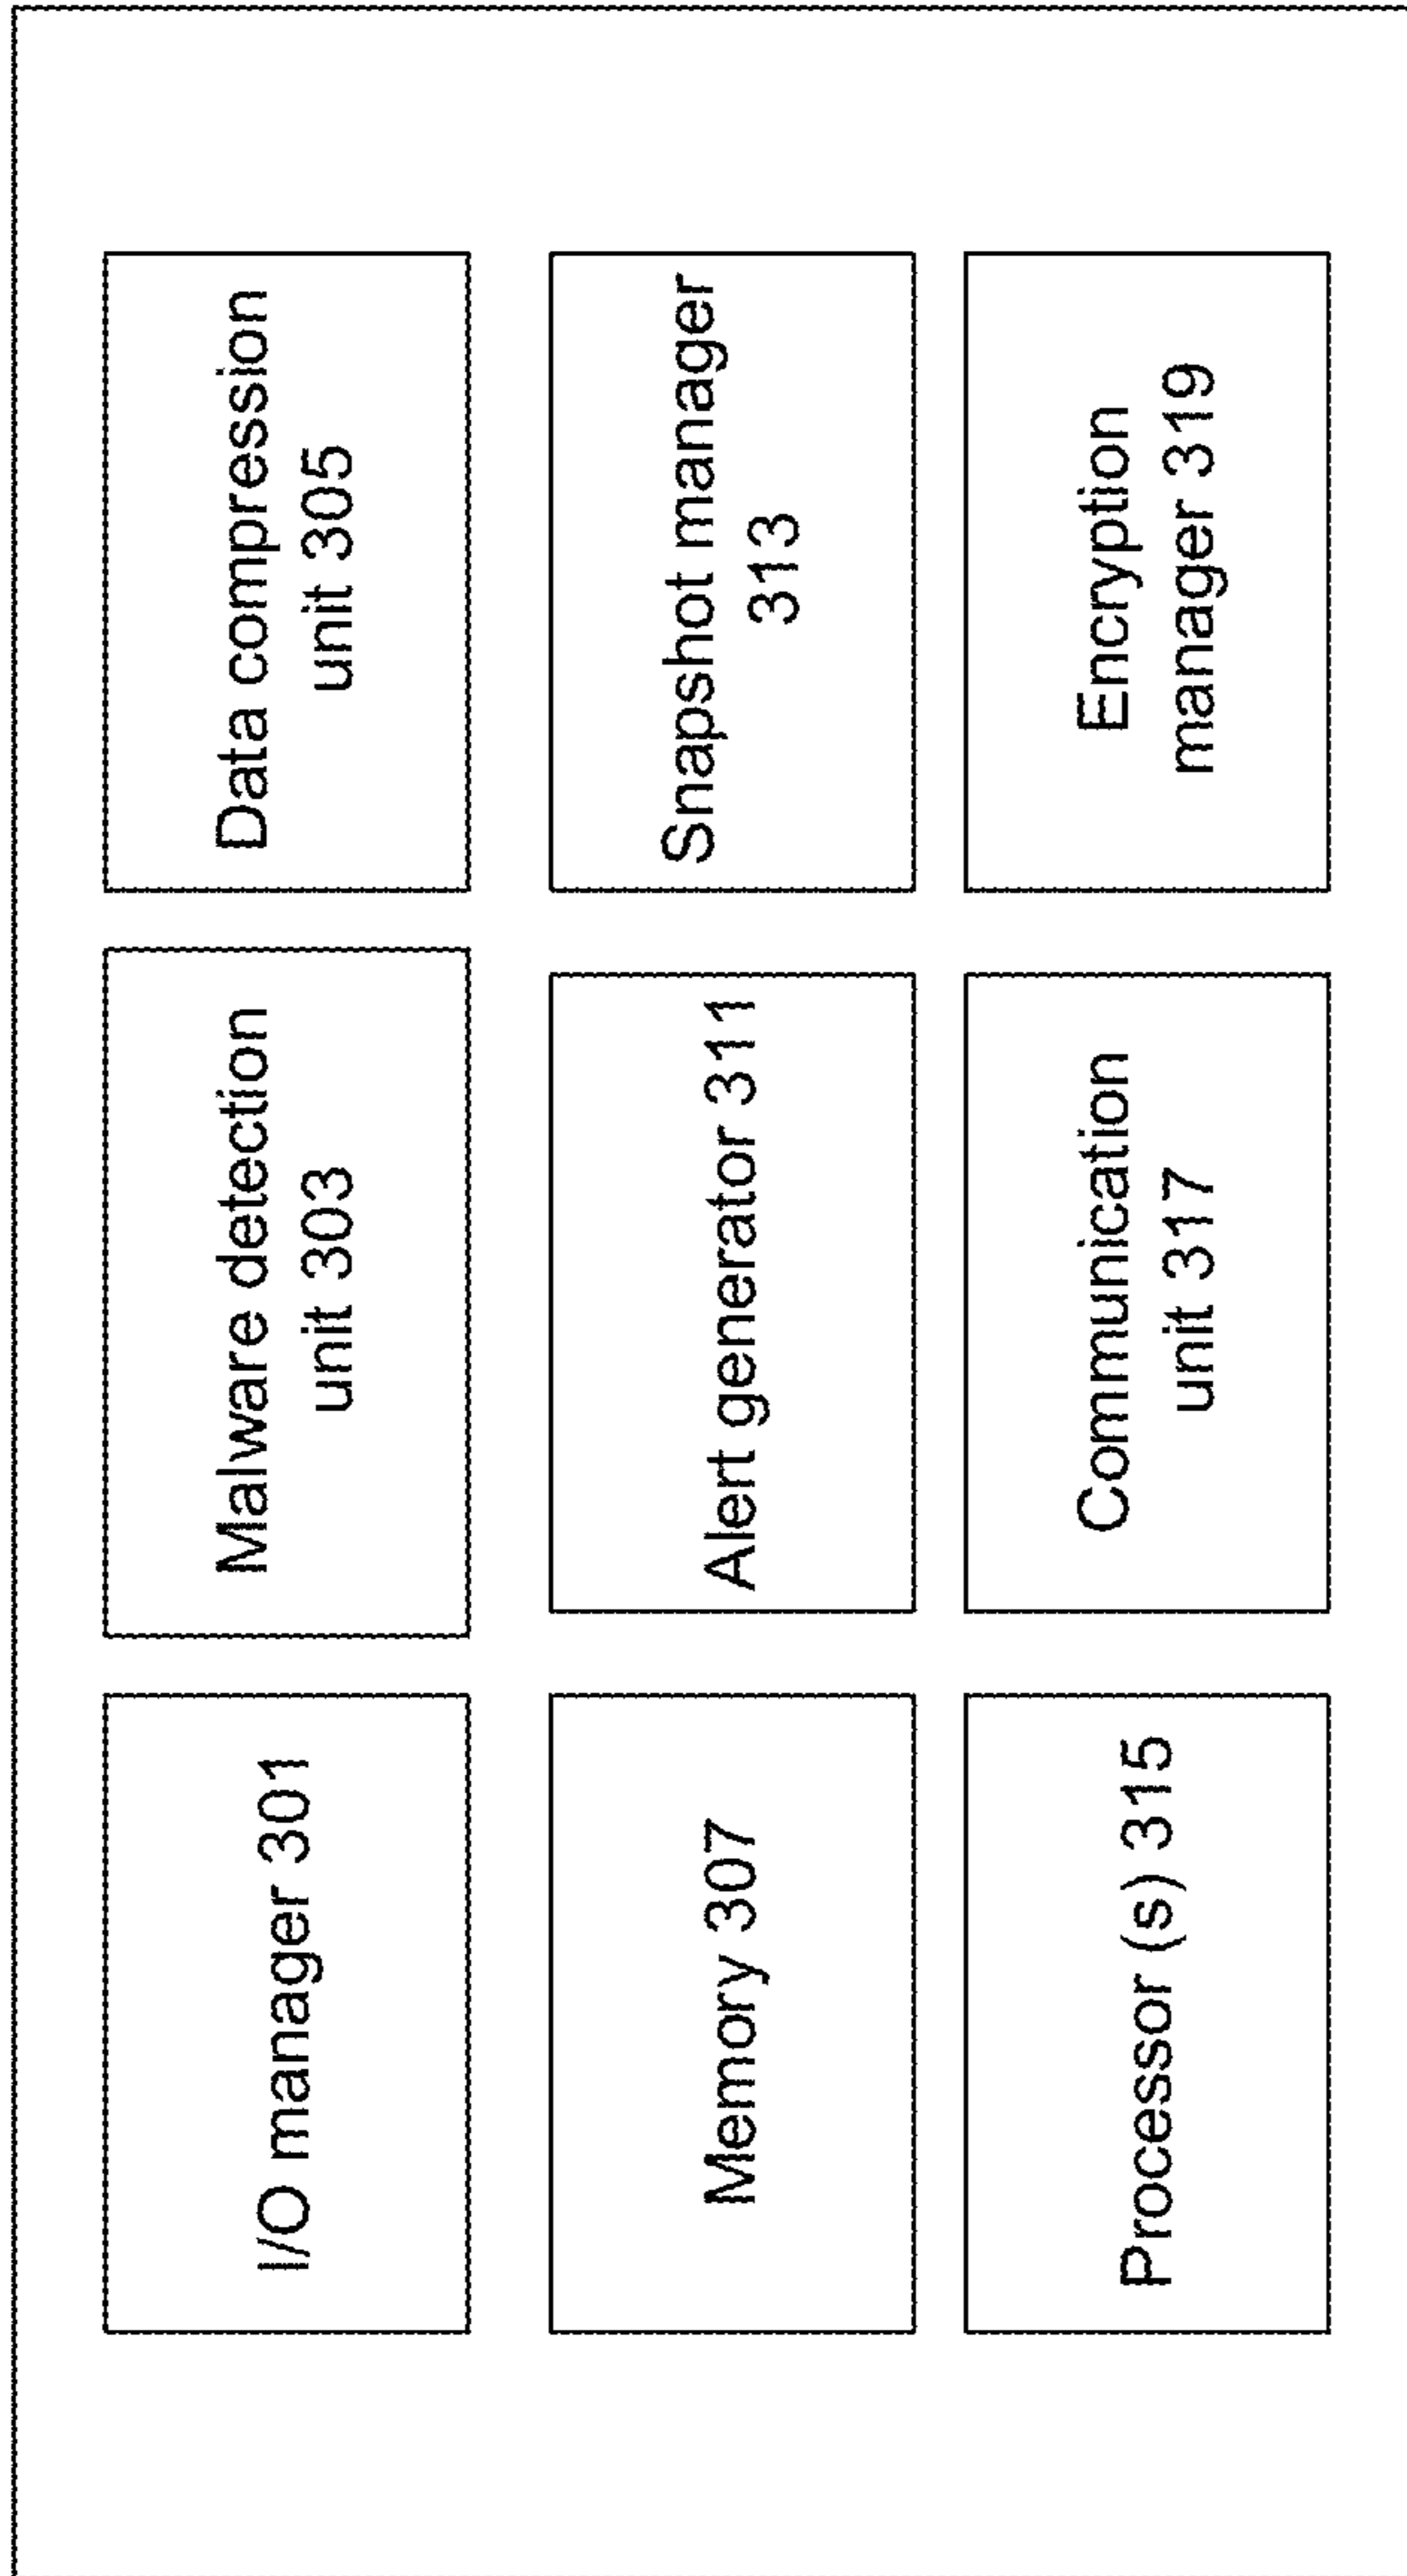 I/O manager 301
Malware detection
unit 303
Data compression
unit 305
Memory 307
Alert generator 311
Snapshot manager
313
Processor (s) 315
Communication
unit 317
Encryption
manager 319